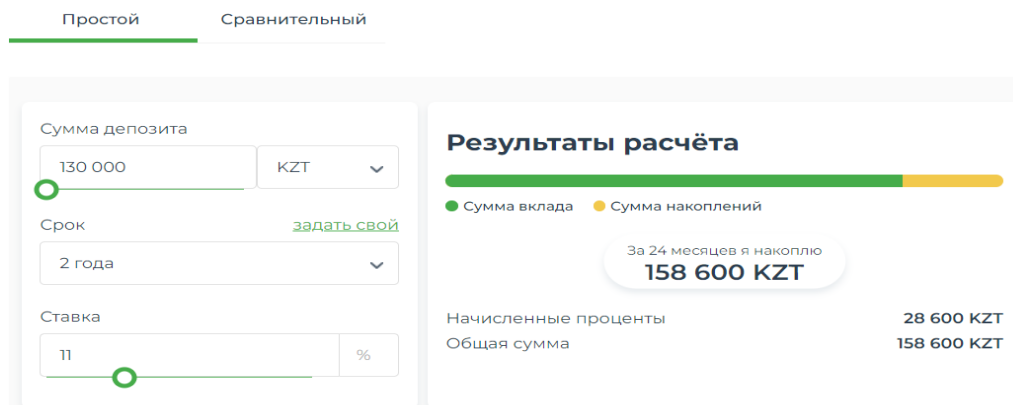 Простой Сравнительный
Сумма депозита
130 000 KZT
Срок задать свой
2 года
Ставка
11 %
Результаты расчёта
Сумма вклада Сумма накоплений
За 24 месяцев я накоплю
158 600 KZT
Начисленные проценты 28 600 KZT
Общая сумма 158 600 KZT